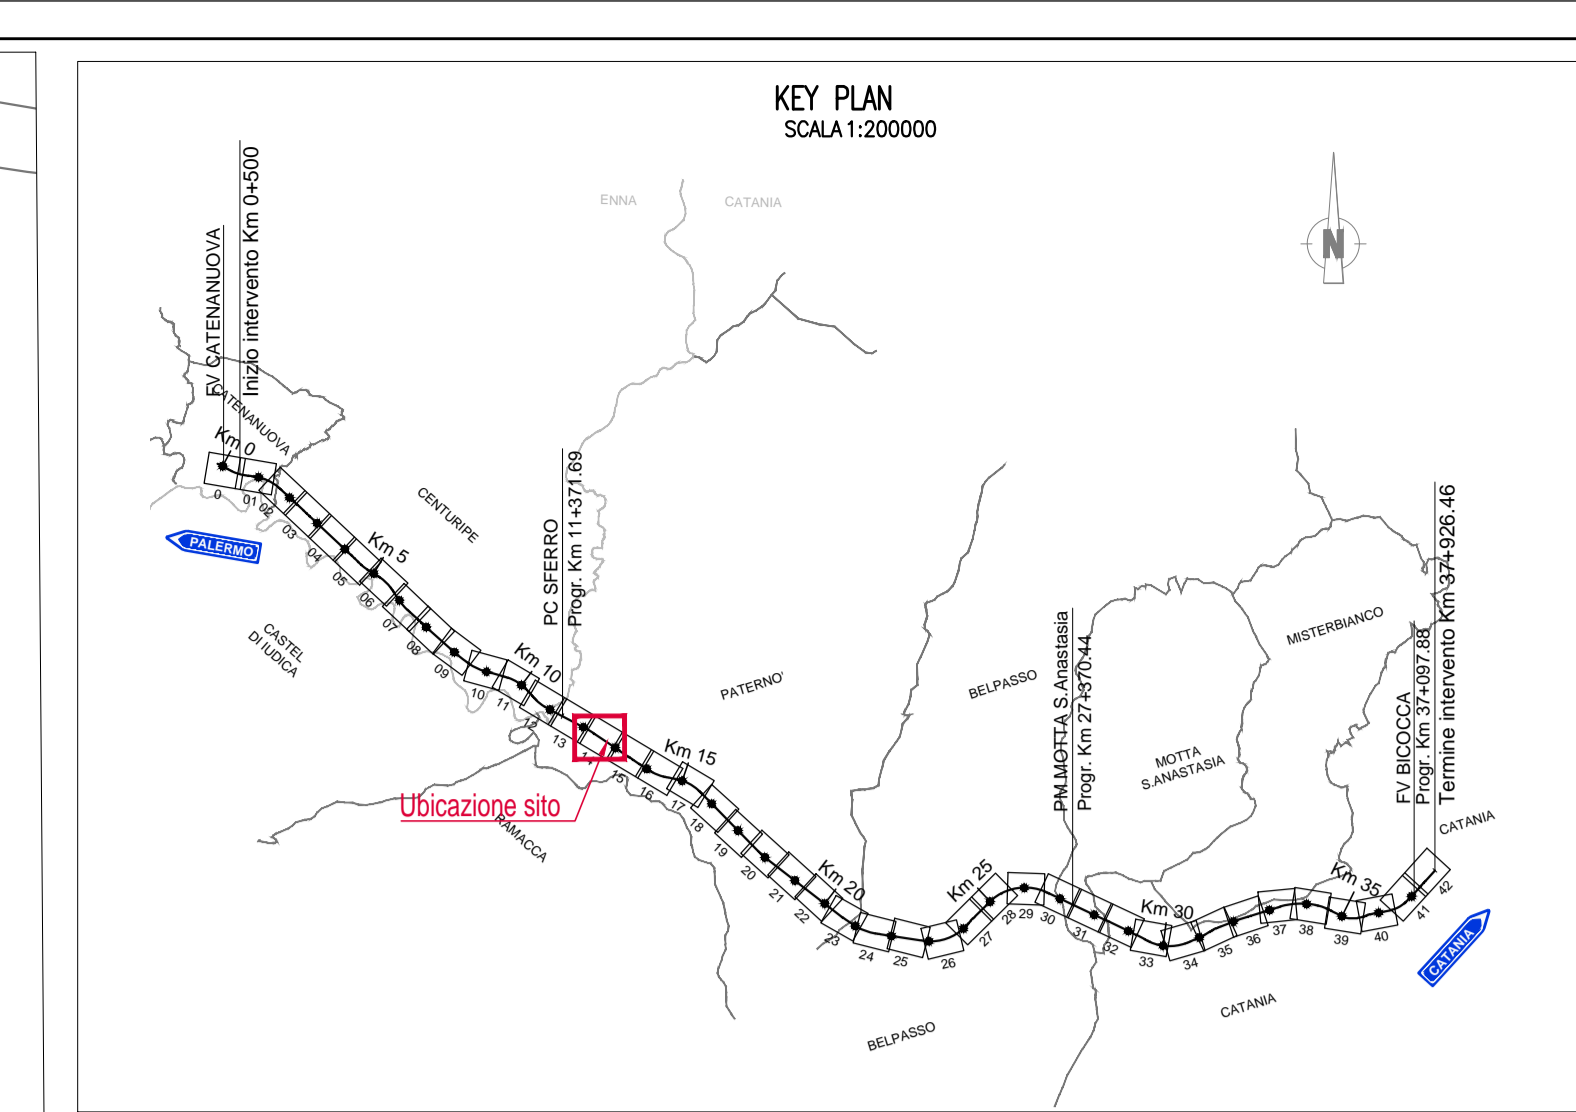 KEY PLAN
SCALA 1:200000
ENNA
CATANIA
N
FV CATENANUOVA
Inizio intervento Km 0+500
CATENANUOVA
Km 0
CENTURIPE
PALERMO
Km 5
CASTEL
DI IUDICA
PC SFERRO
Progr. Km 11+371.69
Km 10
PATERNO'
Km 15
Ubicazione sito
RAMACCA
Km 20
BELPASSO
Km 25
PM MOTTA S.Anastasia
Progr. Km 27+370.44
MOTTA
S.ANASTASIA
MISTERBIANCO
Km 30
Km 35
FV BICOCCA
Progr. Km 37+097.88
Termine intervento Km 37+926.46
CATANIA
CATANIA
CATANIA
BELPASSO
0
01
02
03
04
05
06
07
08
09
10
11
12
13
14
15
16
17
18
19
20
21
22
23
24
25
26
27
28
29
30
31
32
33
34
35
36
37
38
39
40
41
42